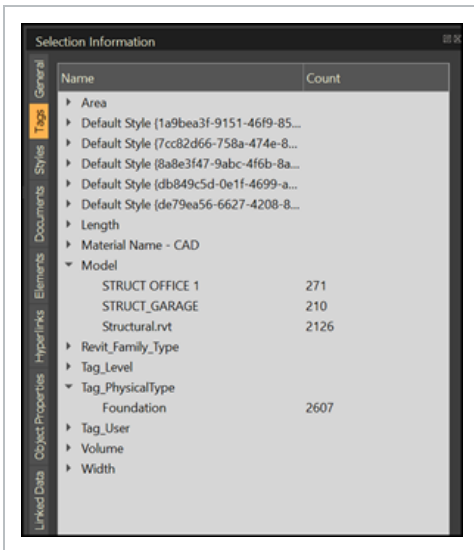 Selection Information
General
Tags
Styles
Documents
Elements
Hyperlinks
Object Properties
Linked Data
Name Count
Area
Default Style {1a9bea3f-9151-46f9-85...
Default Style {7cc82d66-758a-474e-8...
Default Style {8a8e3f47-9abc-4f6b-8a...
Default Style {db849c5d-0e1f-4699-a...
Default Style {de79ea56-6627-4208-8...
Length
Material Name - CAD
Model
STRUCT OFFICE 1 271
STRUCT_GARAGE 210
Structural.rvt 2126
Revit_Family_Type
Tag_Level
Tag_PhysicalType
Foundation 2607
Tag_User
Volume
Width